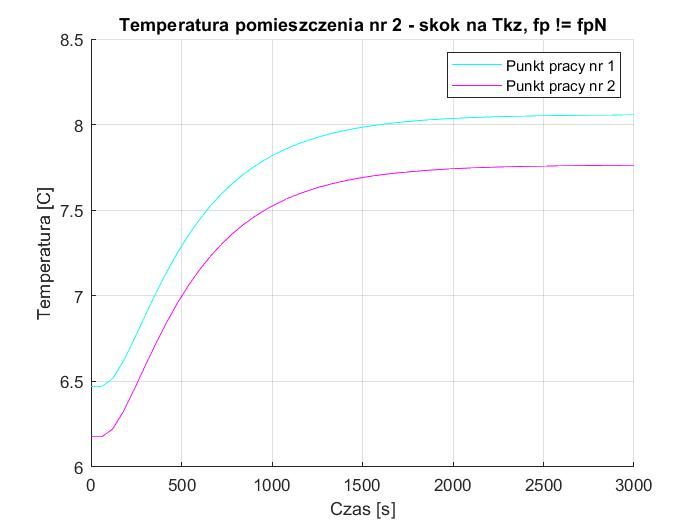 Temperatura pomieszczenia nr 2 - skok na Tkz, fp != fpN
8.5
8
7.5
7
6.5
6
Temperatura [C]
Punkt pracy nr 1
Punkt pracy nr 2
0 500 1000 1500 2000 2500 3000
Czas [s]